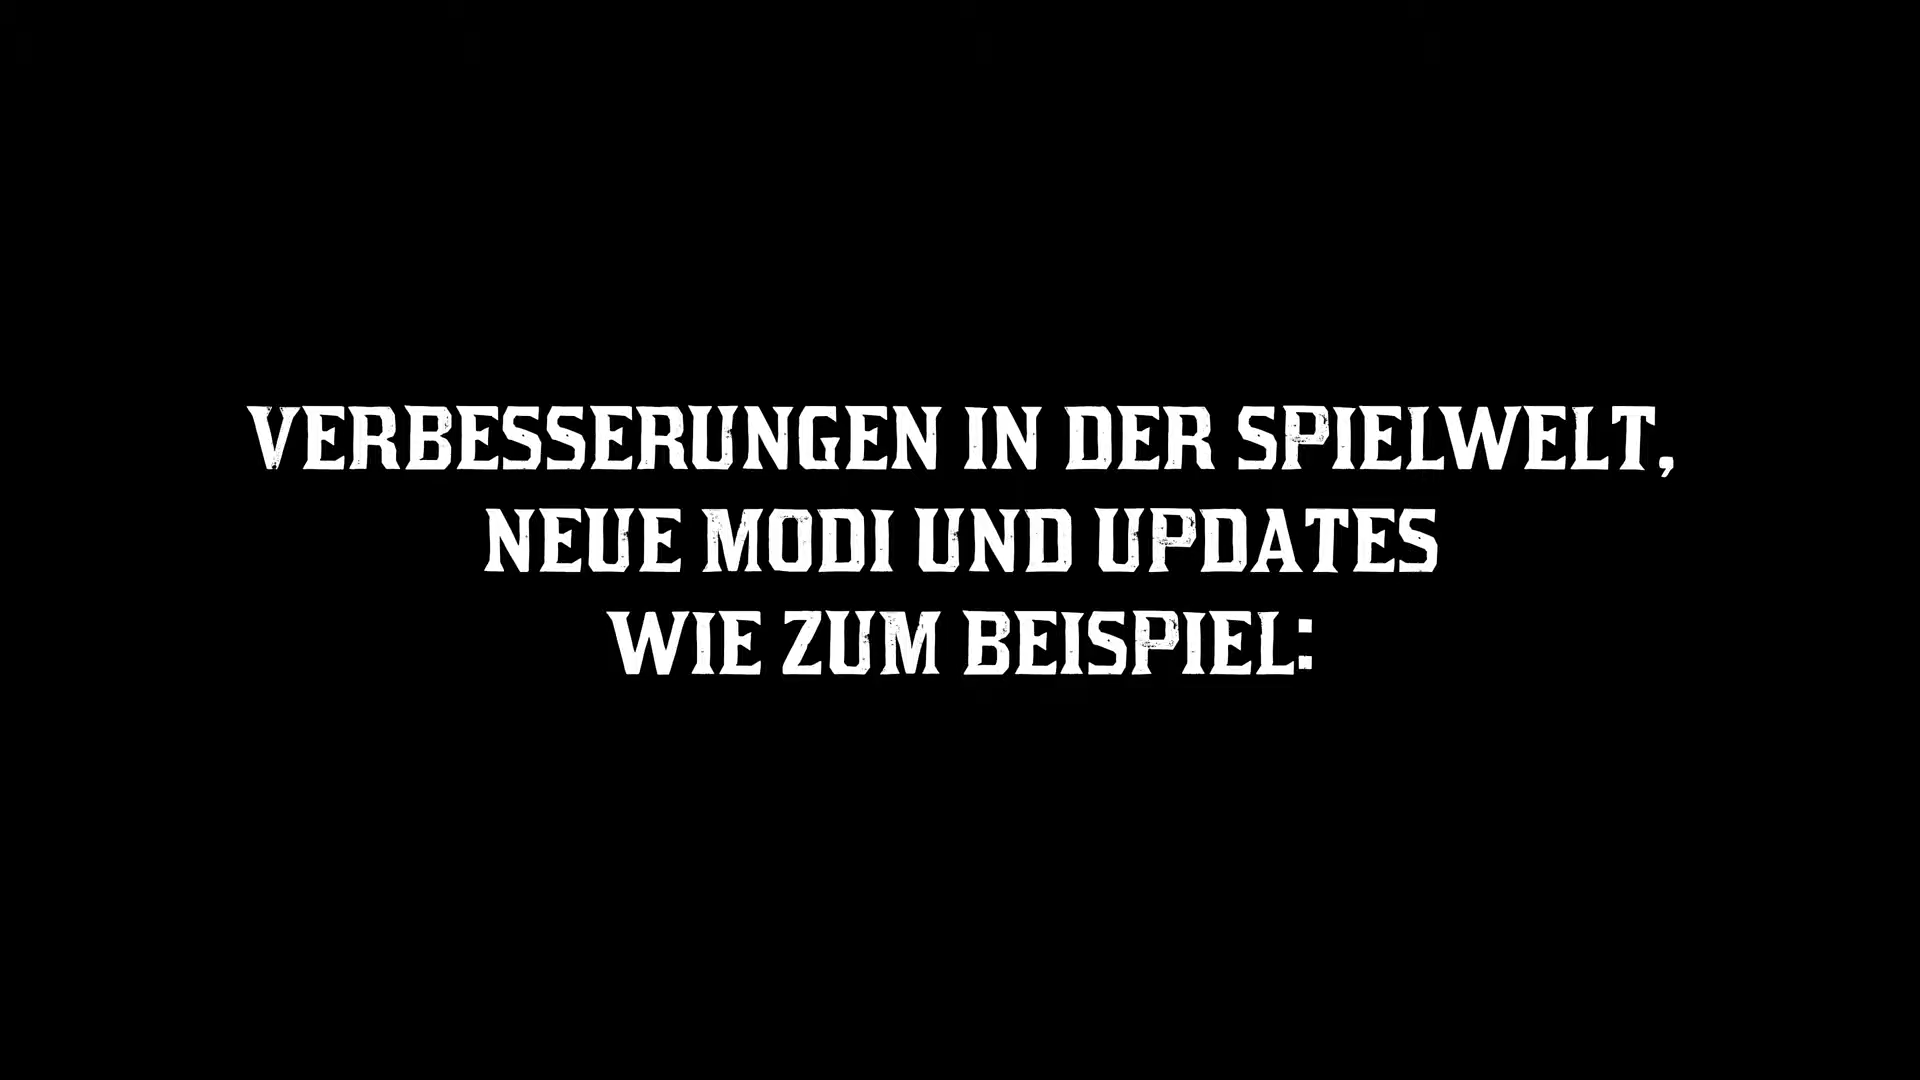 VERBESSERUNGEN IN DER SPIELWELT,
NEUE MODI UND UPDATES
WIE ZUM BEISPIEL: